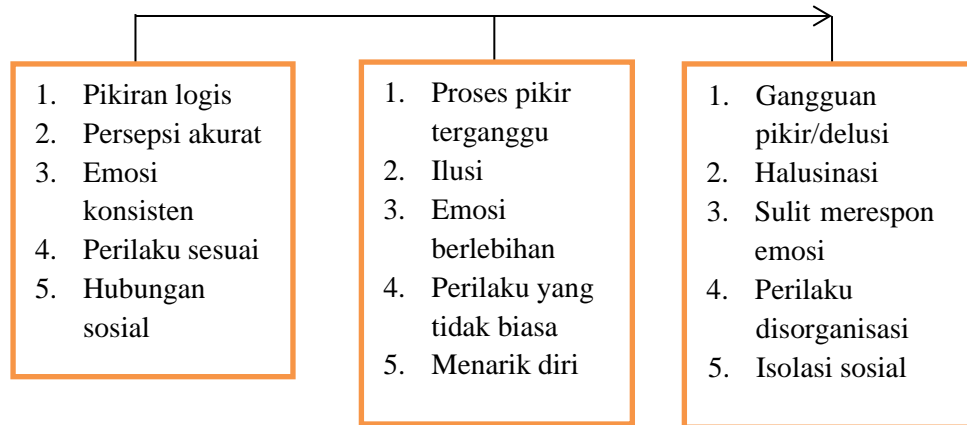 1. Pikiran logis
2. Persepsi akurat
3. Emosi
konsisten
4. Perilaku sesuai
5. Hubungan
sosial
1. Proses pikir
terganggu
2. Ilusi
3. Emosi
berlebihan
4. Perilaku yang
tidak biasa
5. Menarik diri
1. Gangguan
pikir/delusi
2. Halusinasi
3. Sulit merespon
emosi
4. Perilaku
disorganisasi
5. Isolasi sosial